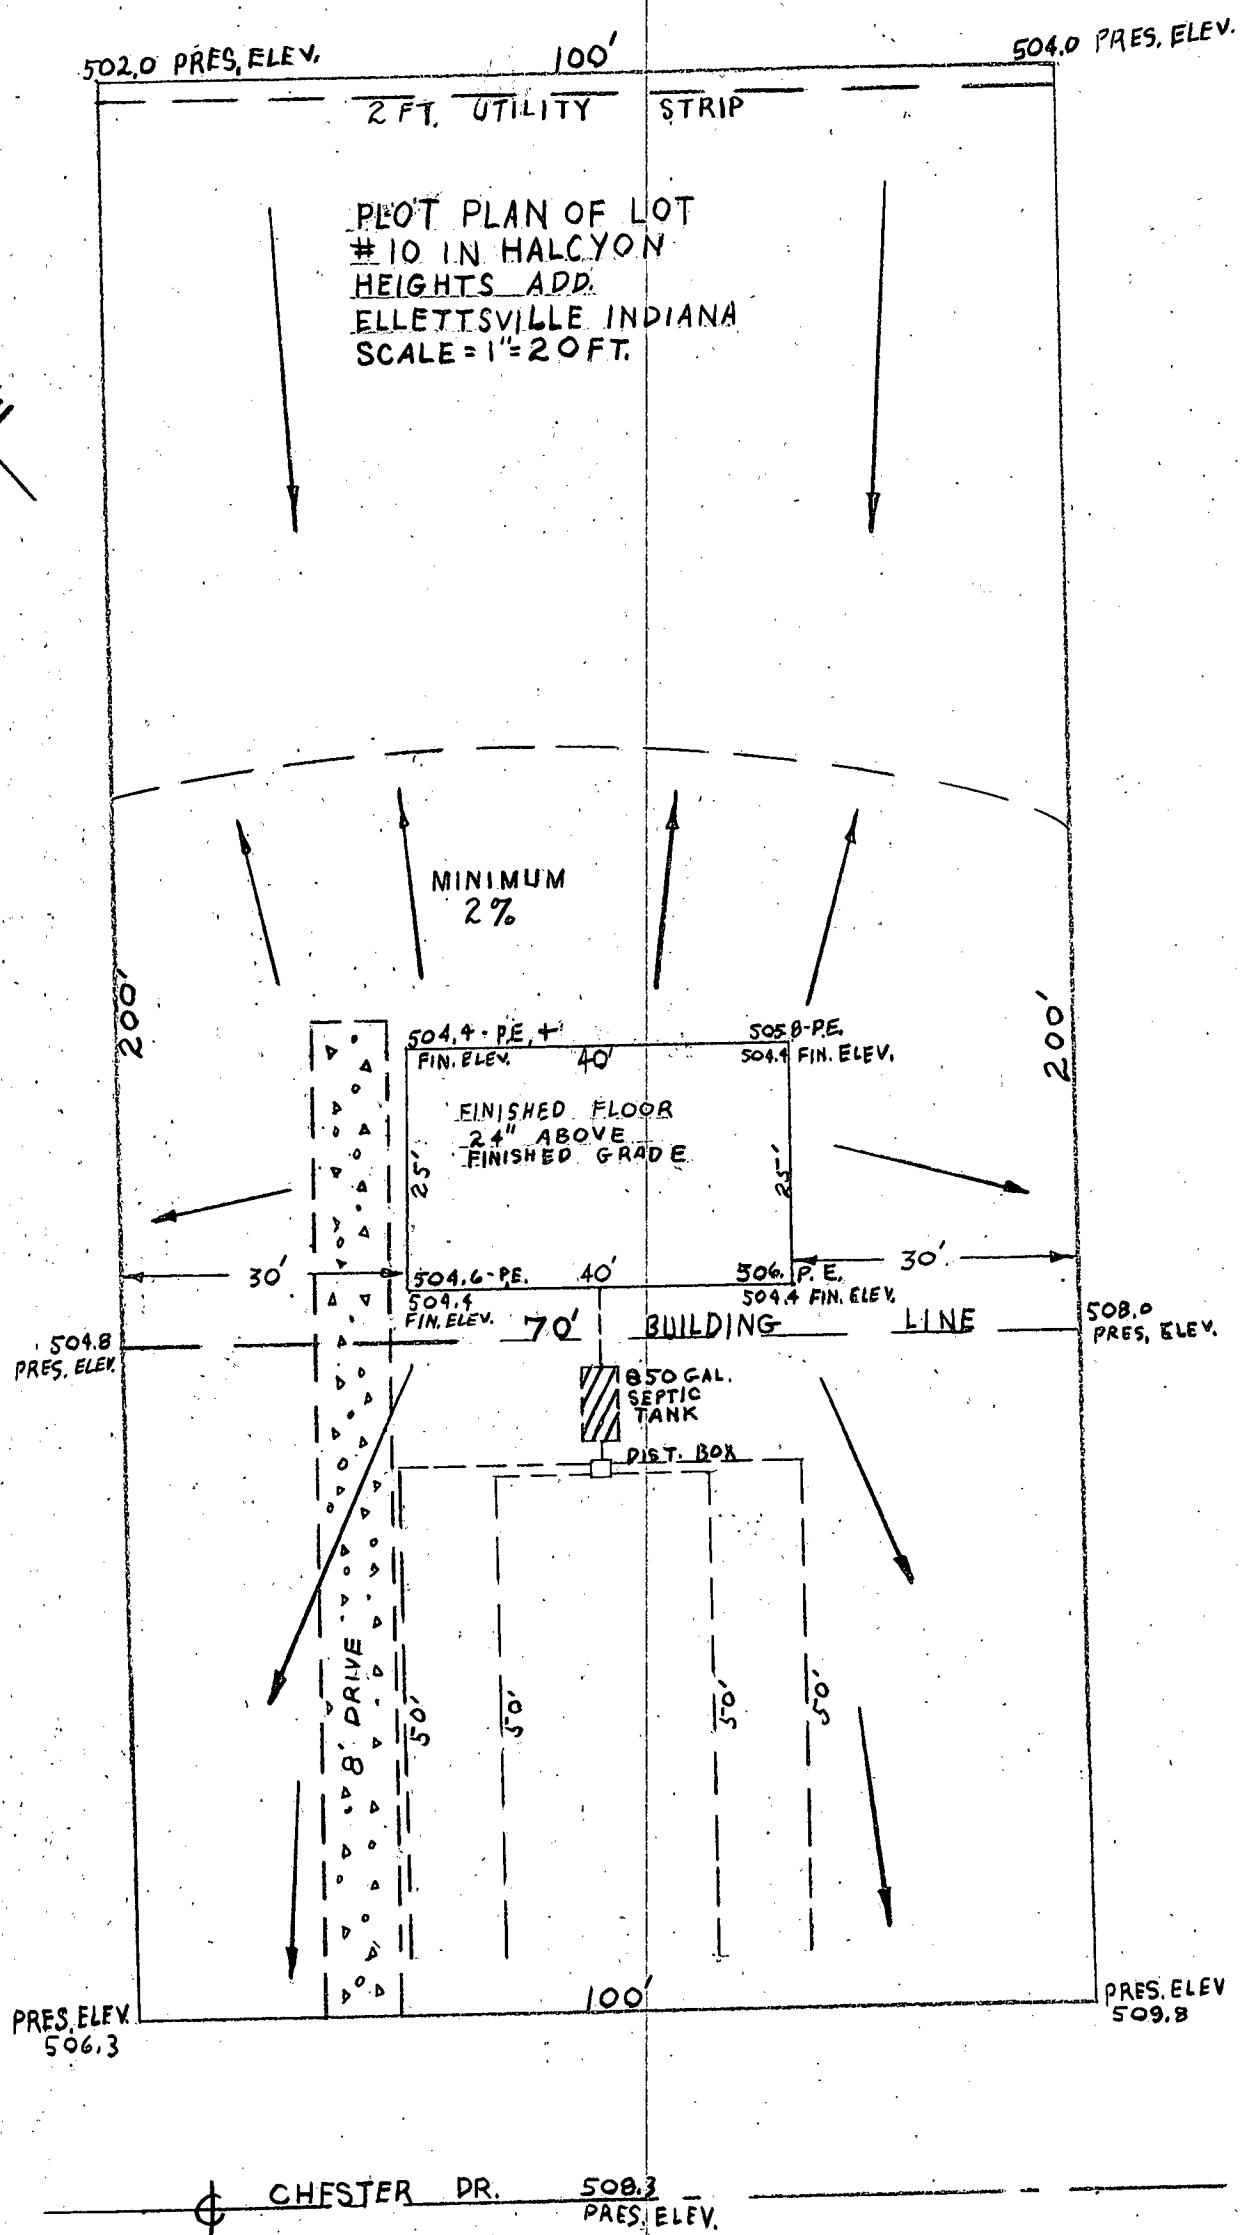 502.0 PRES. ELEV.
100'
504.0 PRES. ELEV.
2 FT. UTILITY STRIP
PLOT PLAN OF LOT
#10 IN HALCYON
HEIGHTS ADD.
ELLETTSVILLE INDIANA
SCALE = 1"=20 FT.
MINIMUM
2%
200'
200'
504.4 - P.E. +
FIN. ELEV.
40'
505.8-P.E.
504.4 FIN. ELEV.
FINISHED FLOOR
24" ABOVE
FINISHED GRADE
25'
25'
30'
30'
504.6-P.E.
504.4
FIN. ELEV.
40'
506. P.E.
504.4 FIN. ELEV.
504.8
PRES. ELEV.
70' BUILDING LINE
508.0
PRES. ELEV.
850 GAL.
SEPTIC
TANK
DIST. BOX
8' DRIVE
50'
50'
50'
50'
100'
PRES. ELEV.
506.3
PRES. ELEV
509.8
CHESTER DR.
508.3
PRES. ELEV.